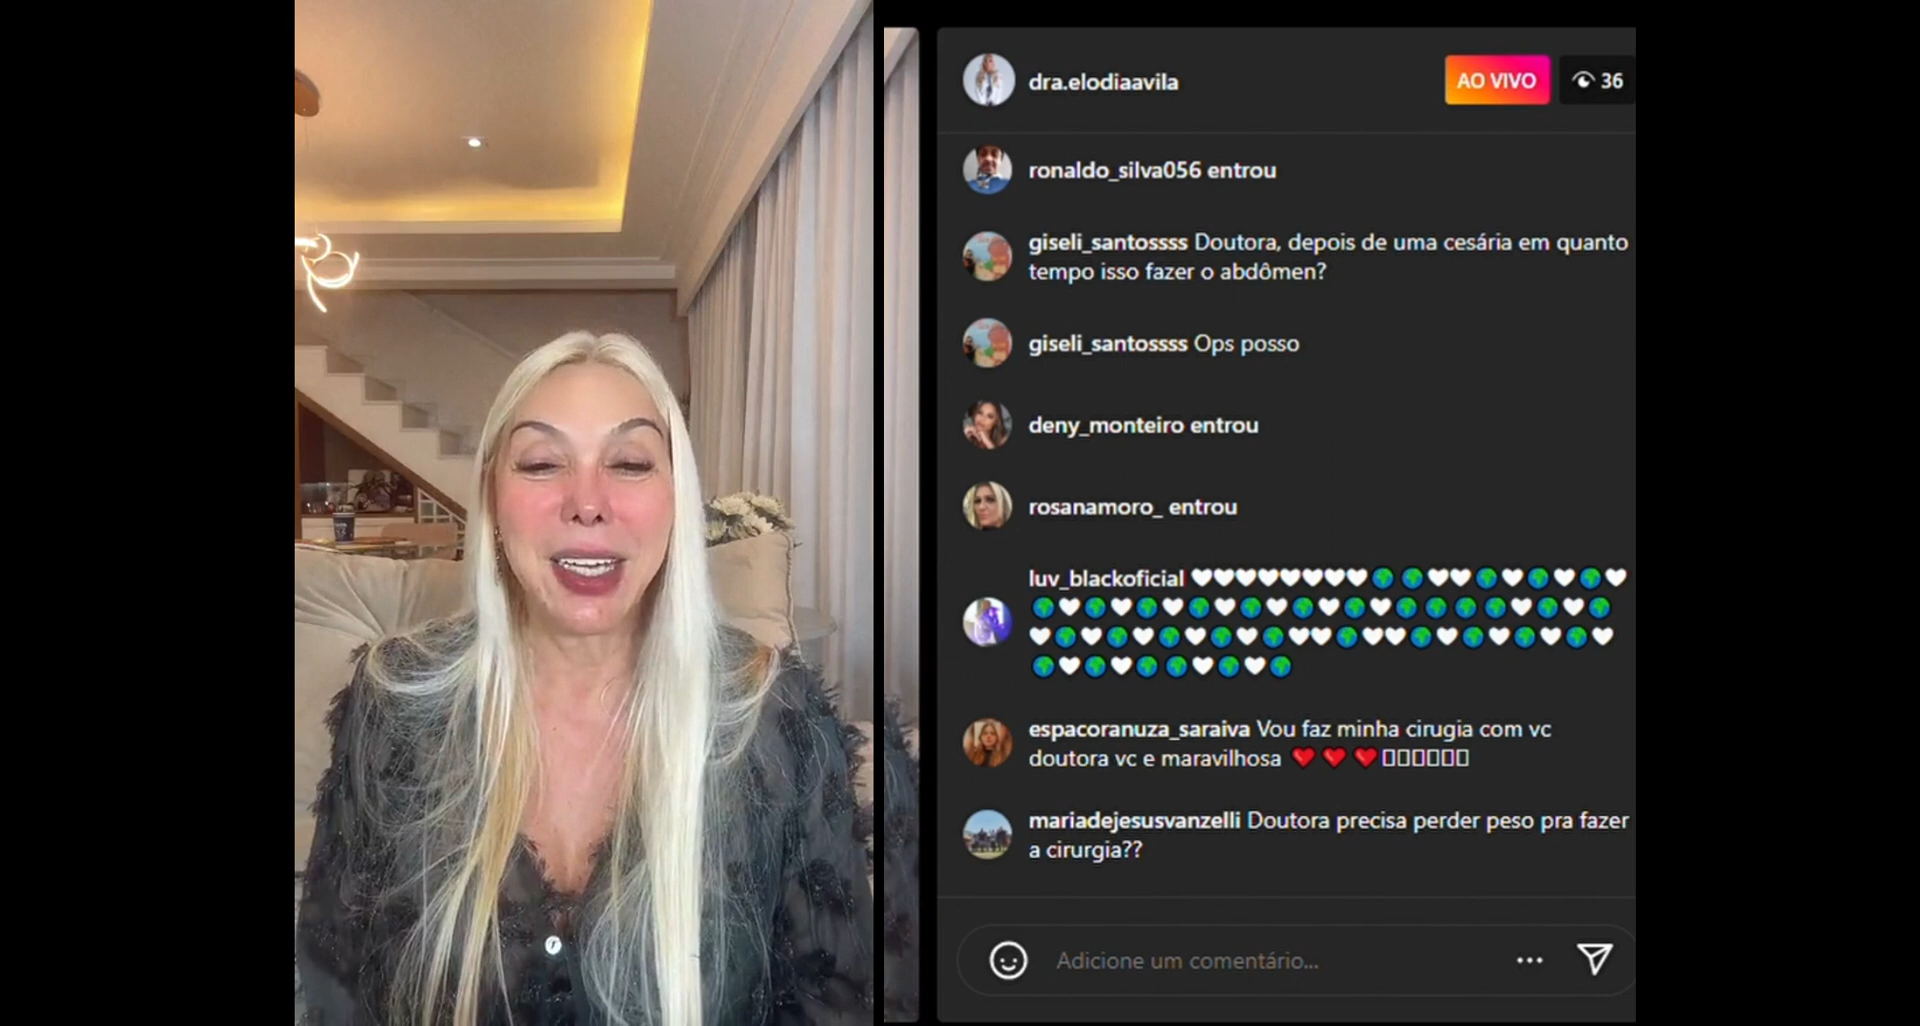 dra.elodiaavila
AO VIVO
36
ronaldo_silva056 entrou
giseli_santossss Doutora, depois de uma cesária em quanto
tempo isso fazer o abdômen?
giseli_santossss Ops posso
deny_monteiro entrou
rosanamoro_ entrou
luv_blackoficial 🤍🤍🤍🤍🤍🤍🤍🤍🌍🌍🤍🤍🌍🤍🌍🤍🌍🤍
🌍🤍🌍🤍🌍🤍🌍🤍🌍🤍🌍🤍🌍🤍🌍🌍🌍🌍🤍🌍🤍🌍
🤍🌍🤍🌍🤍🌍🤍🌍🤍🌍🤍🤍🌍🤍🤍🌍🤍🌍🤍🌍🤍🌍🤍
🌍🤍🌍🤍🌍🌍🤍🌍🤍🌍
espacoranuza_saraiva Vou faz minha cirugia com vc
doutora vc e maravilhosa ❤️❤️❤️▯▯▯▯▯▯
mariadejesusvanzelli Doutora precisa perder peso pra fazer
a cirurgia??
Adicione um comentário...